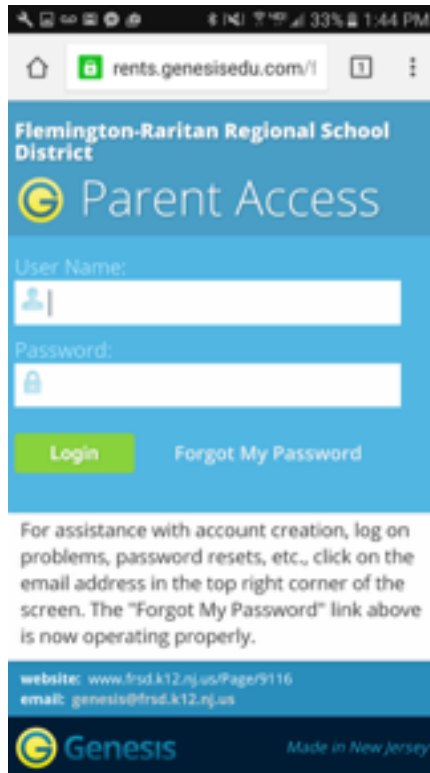 33% 1:44 PM
rents.genesisedu.com/f
1
Flemington-Raritan Regional School
District
G Parent Access
User Name:
Password:
Login Forgot My Password
For assistance with account creation, log on
problems, password resets, etc., click on the
email address in the top right corner of the
screen. The "Forgot My Password" link above
is now operating properly.
website: www.frsd.k12.nj.us/Page/9116
email: genesis@frsd.k12.nj.us
G Genesis Made in New Jersey